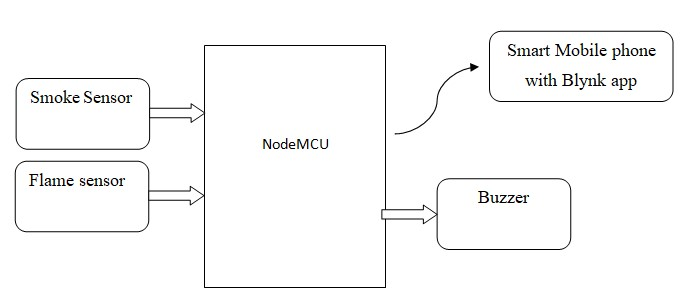 Smart Mobile phone
with Blynk app
Smoke Sensor
NodeMCU
Flame sensor
Buzzer